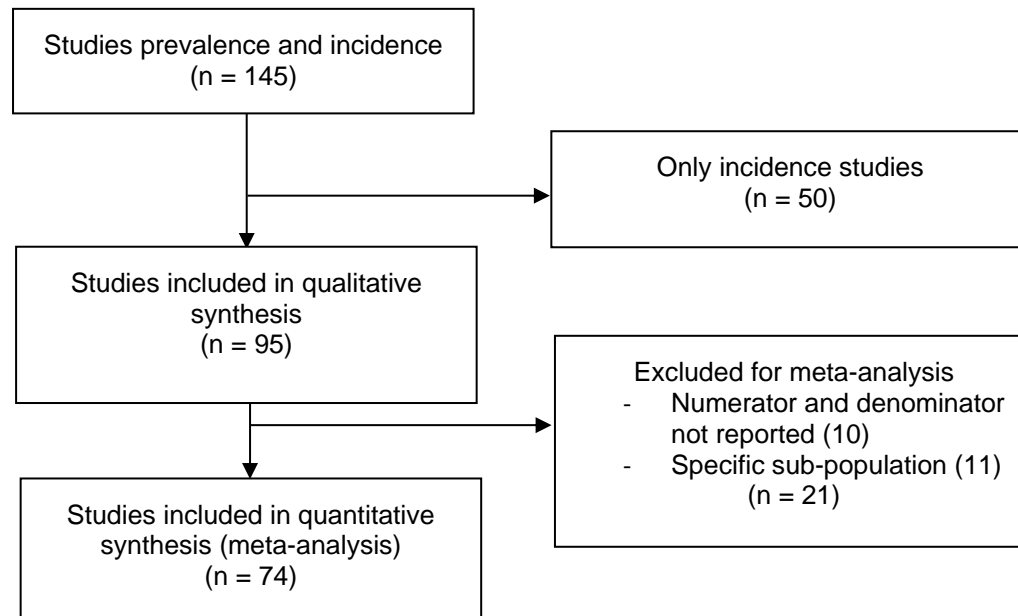 Studies prevalence and incidence
(n = 145)
Only incidence studies
(n = 50)
Studies included in qualitative
synthesis
(n = 95)
Excluded for meta-analysis
- Numerator and denominator
not reported (10)
- Specific sub-population (11)
(n = 21)
Studies included in quantitative
synthesis (meta-analysis)
(n = 74)